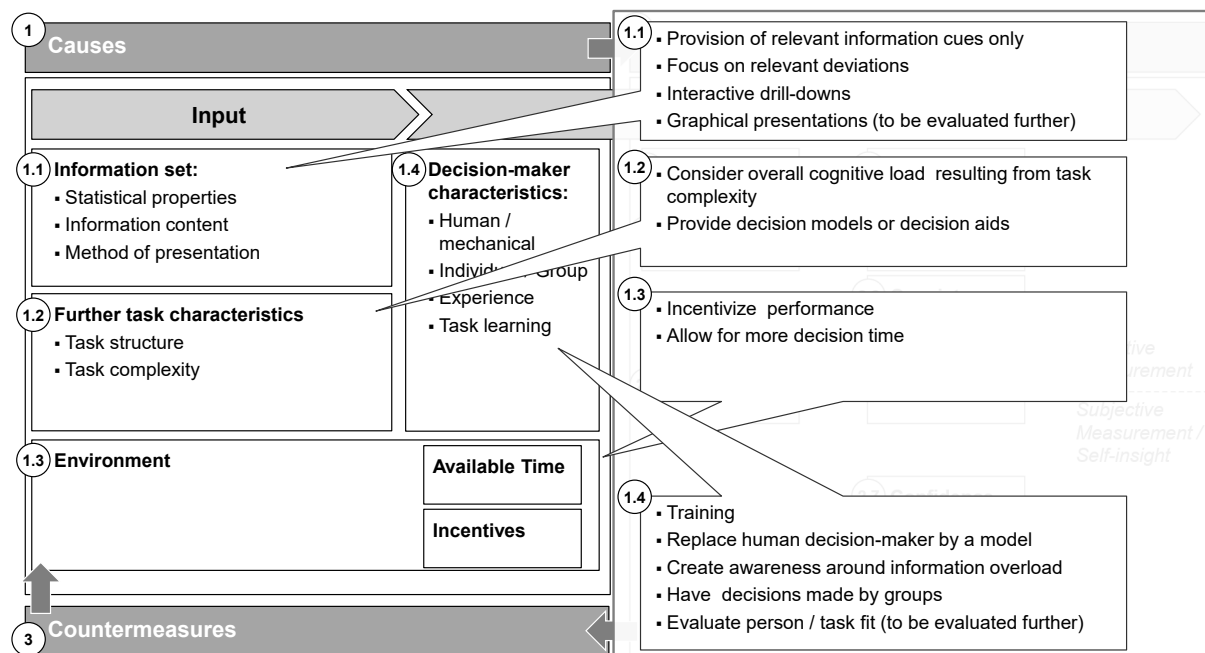 1
Causes
Input
1.1
Information set:
▪ Statistical properties
▪ Information content
▪ Method of presentation
1.2
Further task characteristics
▪ Task structure
▪ Task complexity
1.4
Decision-maker
characteristics:
▪ Human /
mechanical
▪ Group
▪ Experience
▪ Task learning
1.3
Environment
Available Time
Incentives
3
Countermeasures
1.1
▪ Provision of relevant information cues only
▪ Focus on relevant deviations
▪ Interactive drill-downs
▪ Graphical presentations (to be evaluated further)
1.2
▪ Consider overall cognitive load resulting from task
complexity
▪ Provide decision models or decision aids
1.3
▪ Incentivize performance
▪ Allow for more decision time
Subjective
Measurement /
Self-insight
1.4
▪ Training
▪ Replace human decision-maker by a model
▪ Create awareness around information overload
▪ Have decisions made by groups
▪ Evaluate person / task fit (to be evaluated further)